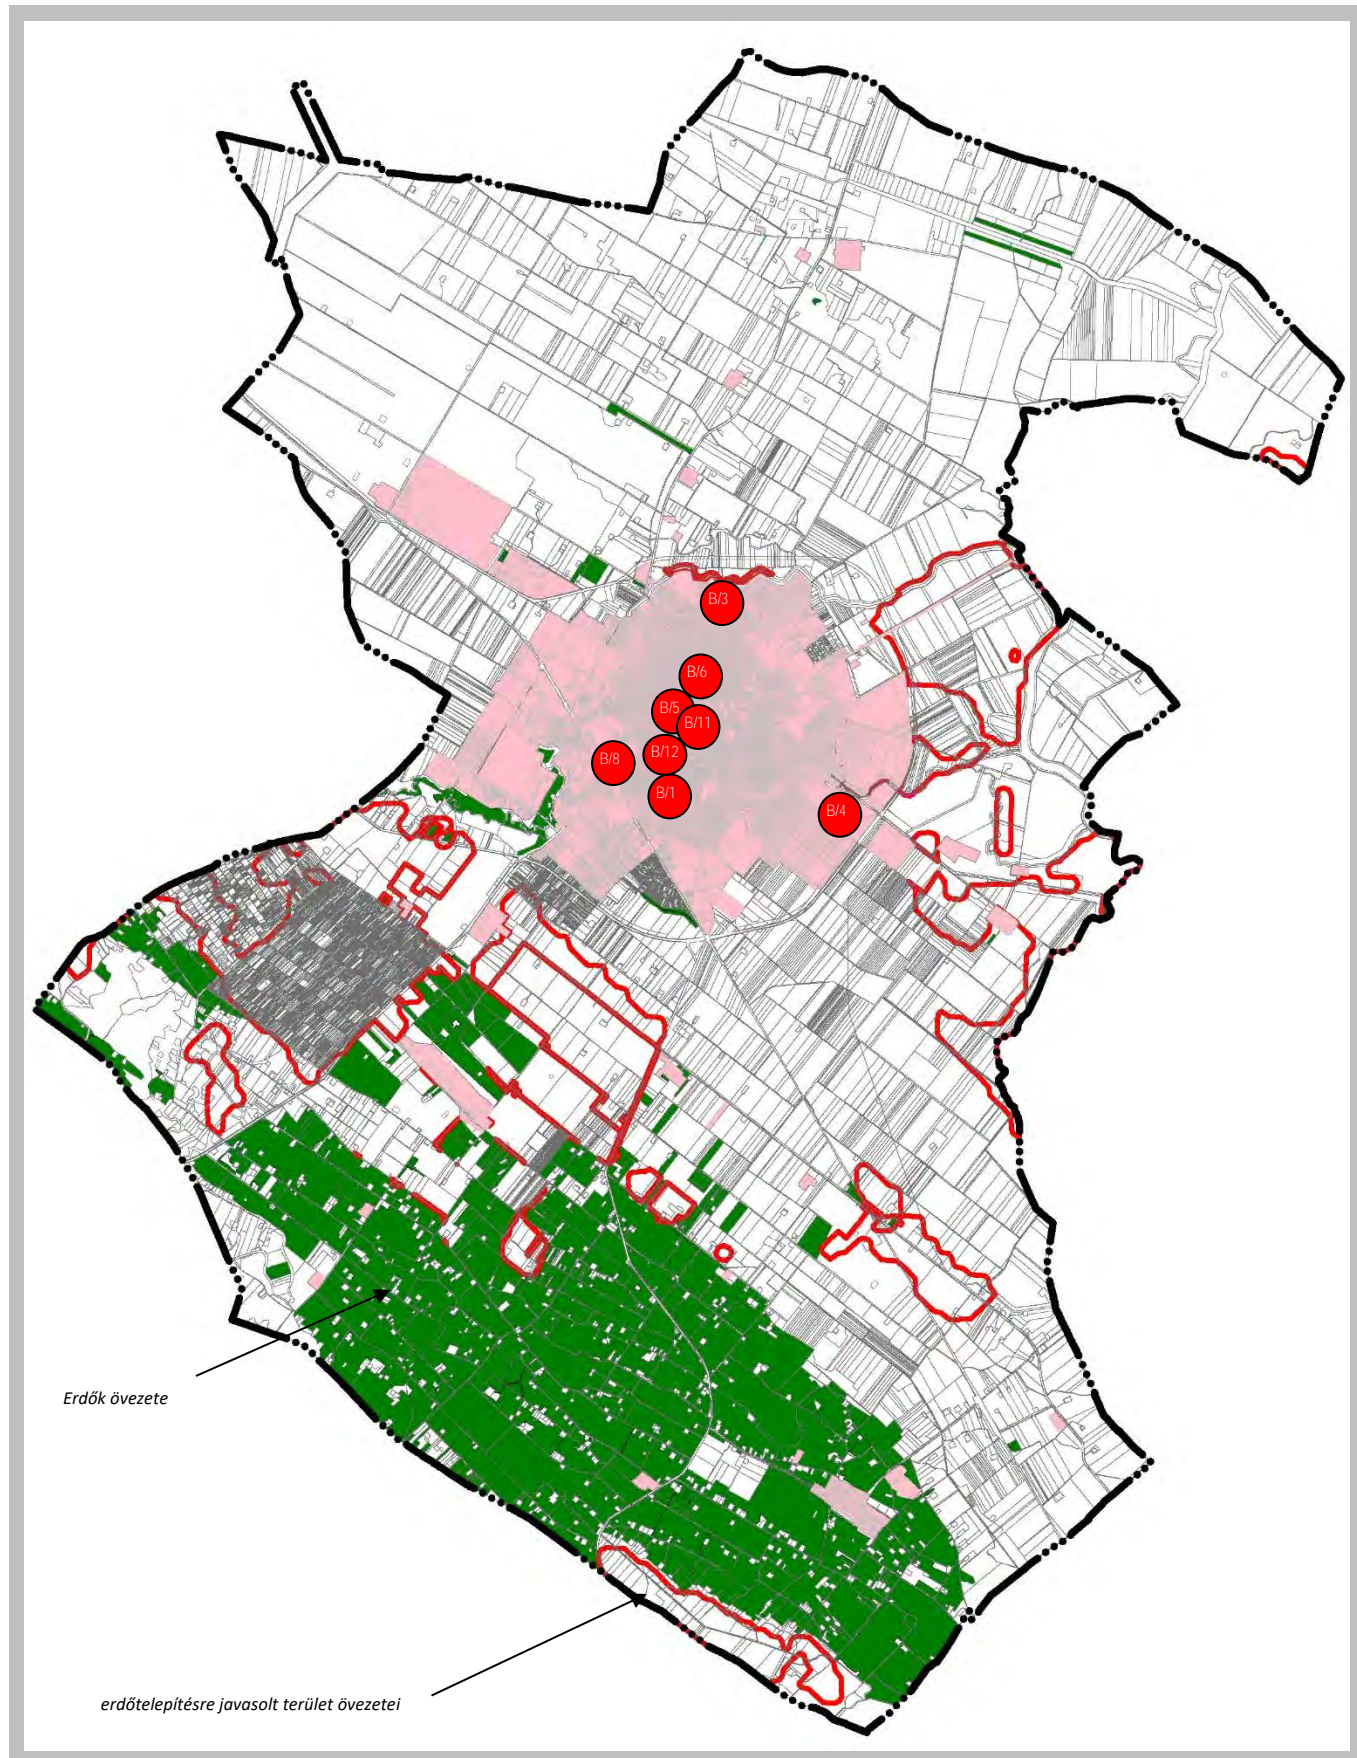 B/3
B/6
B/5
B/11
B/12
B/8
B/1
B/4
Erdők övezete
erdőtelepítésre javasolt terület övezetei